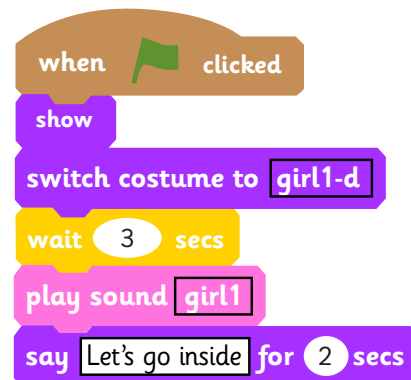 when clicked
show
switch costume to girl1-d
wait 3 secs
play sound girl1
say Let's go inside for 2 secs